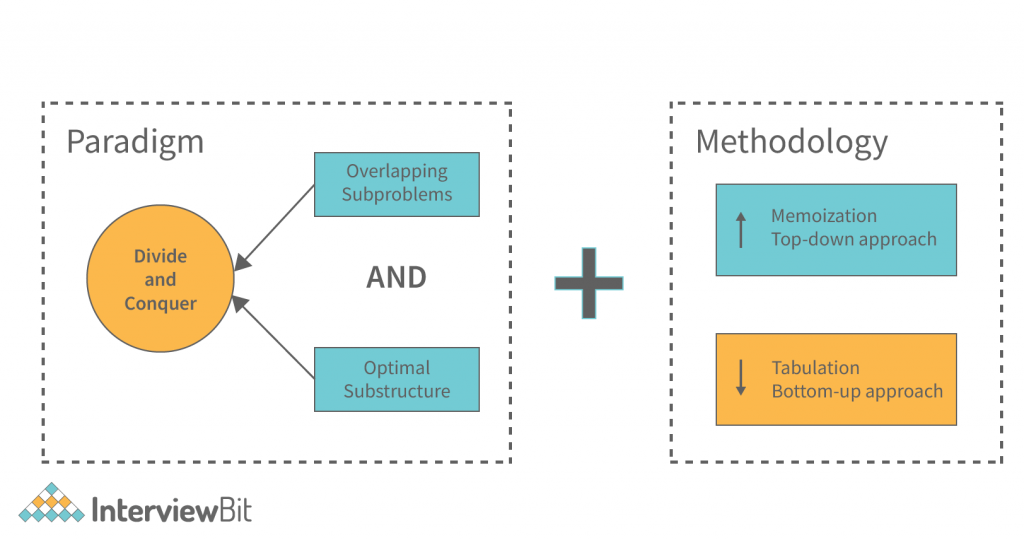 Paradigm
Overlapping
Subproblems
Divide
and
Conquer
AND
Optimal
Substructure
Methodology
Memoization
Top-down approach
Tabulation
Bottom-up approach
InterviewBit